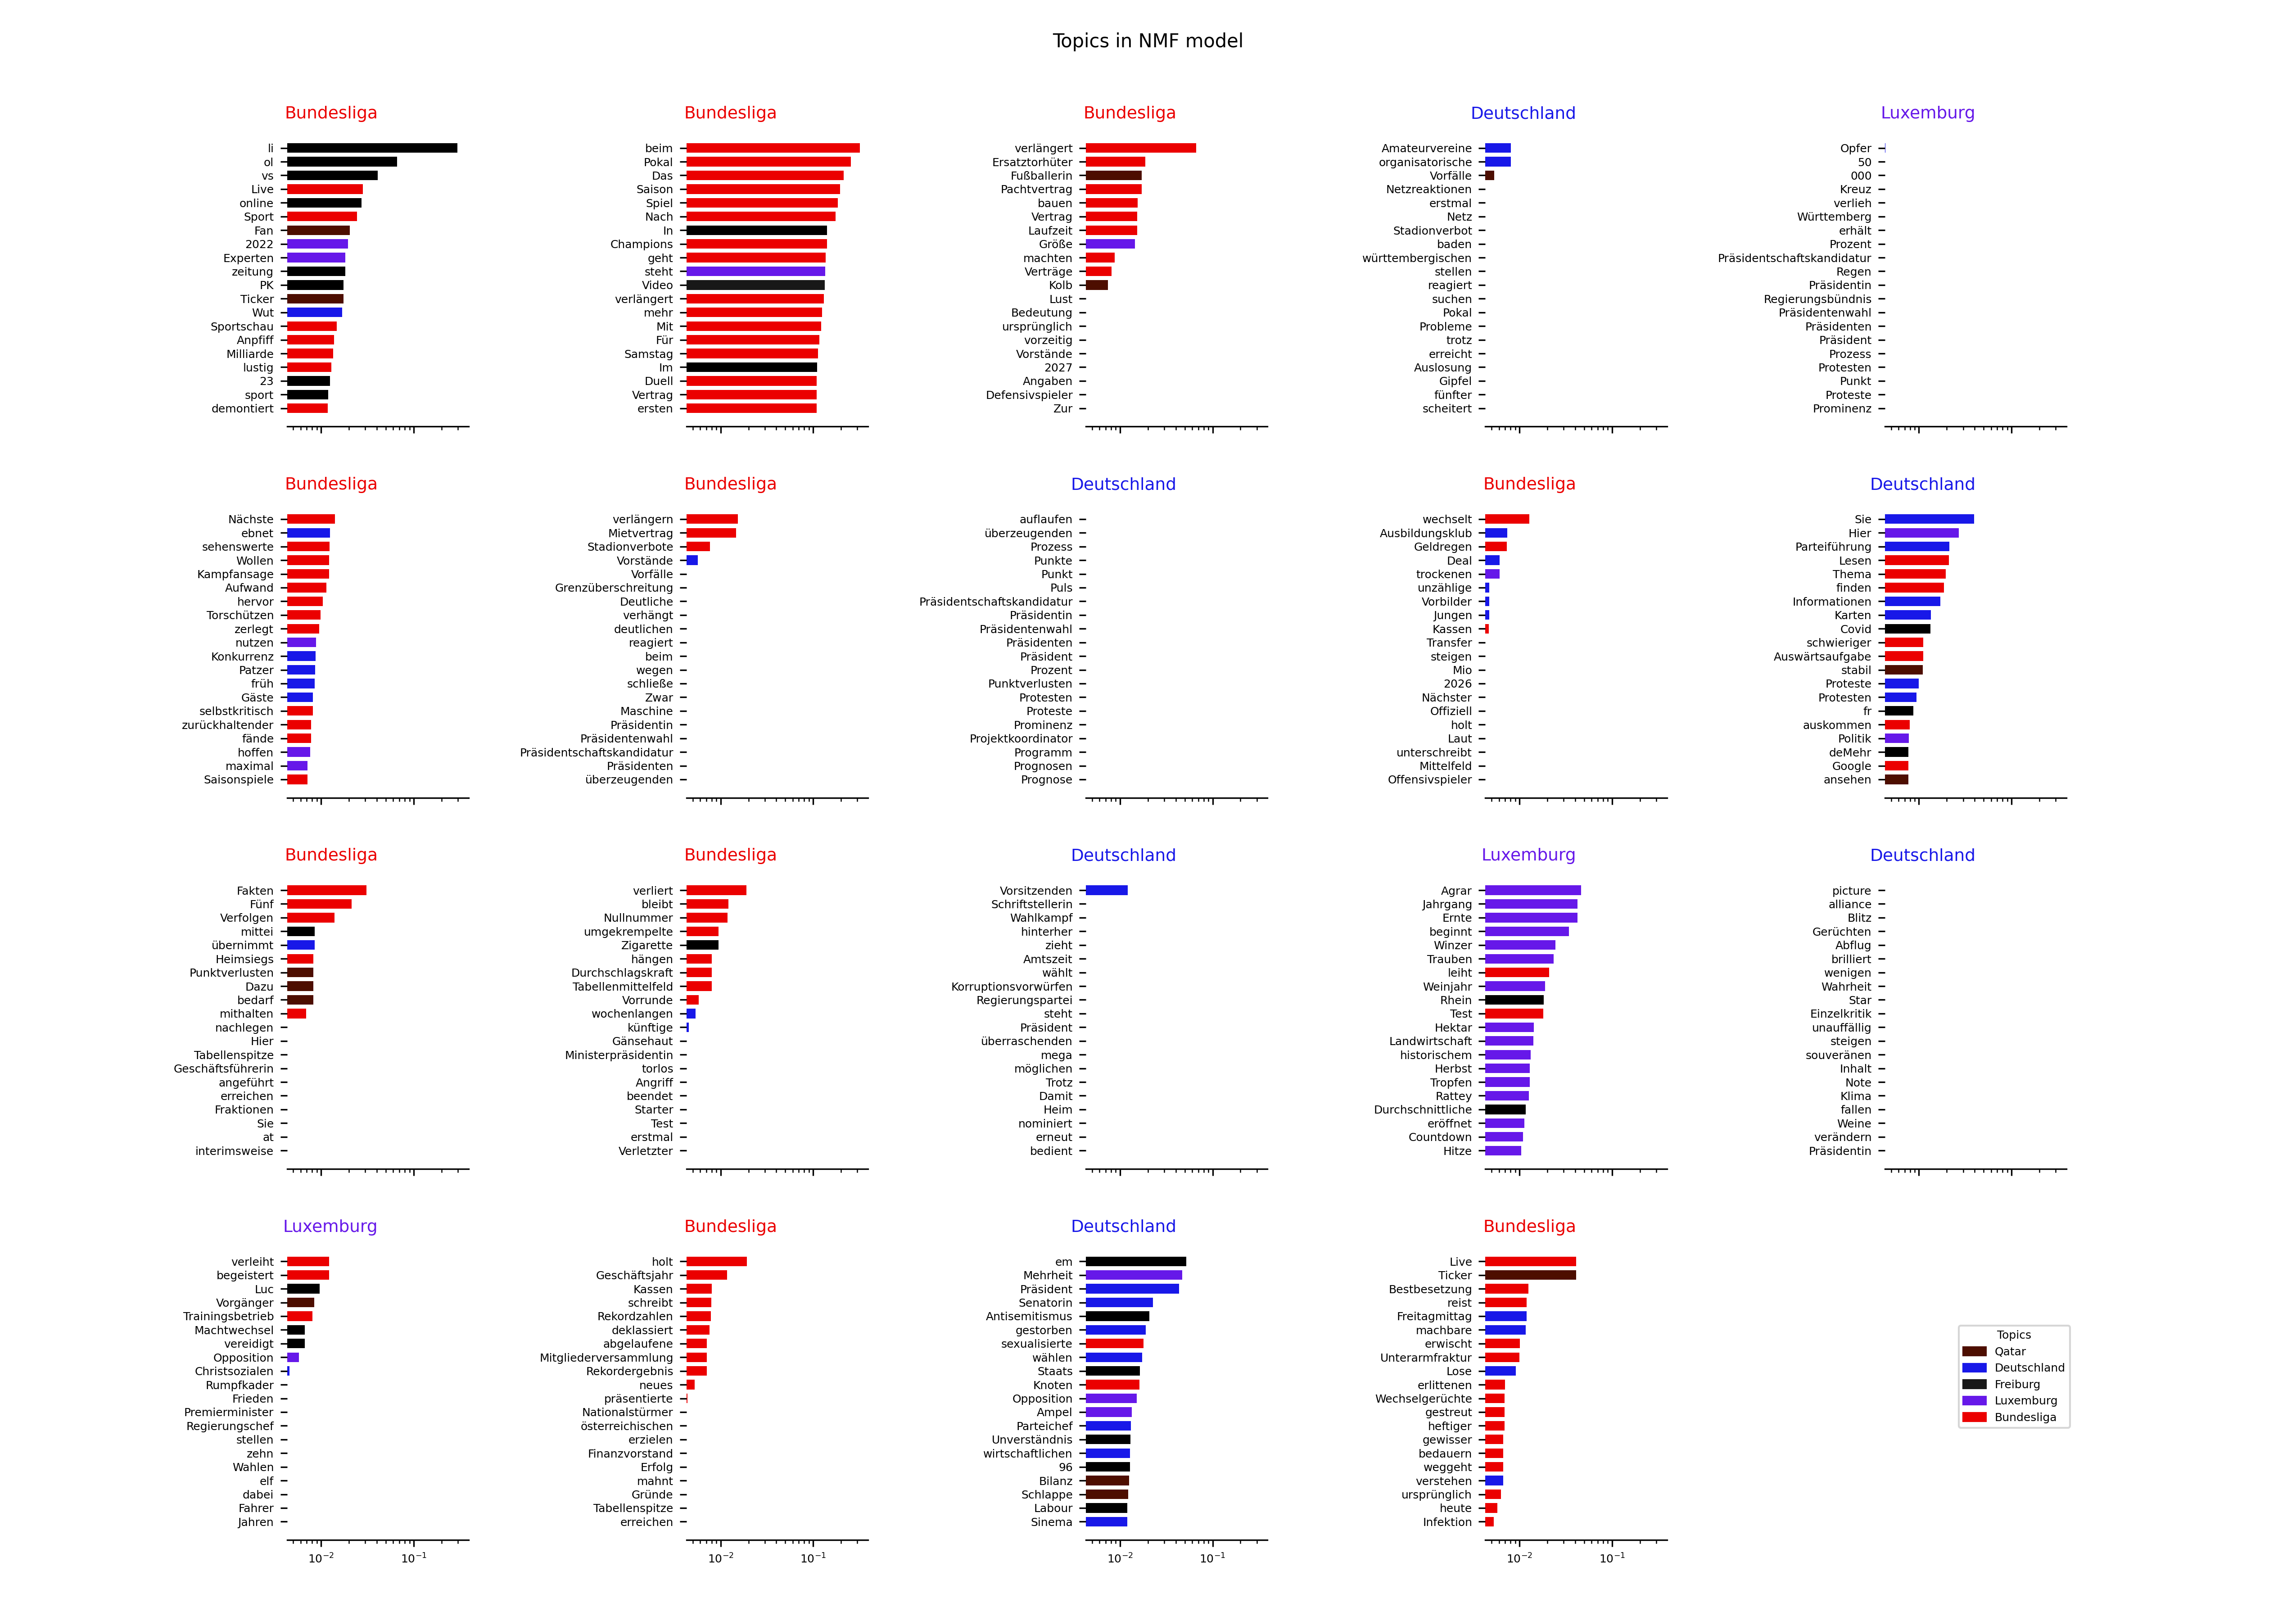 Topics in NMF model
Bundesliga
li
ol
vs
Live
online
Sport
Fan
2022
Experten
zeitung
PK
Ticker
Wut
Sportschau
Anpfiff
Milliarde
lustig
23
sport
demontiert
Bundesliga
beim
Pokal
Das
Saison
Spiel
Nach
In
Champions
geht
steht
Video
verlängert
mehr
Mit
Für
Samstag
Im
Duell
Vertrag
ersten
Bundesliga
verlängert
Ersatztorhüter
Fußballerin
Pachtvertrag
bauen
Vertrag
Laufzeit
Größe
machten
Verträge
Kolb
Lust
Bedeutung
ursprünglich
vorzeitig
Vorstände
2027
Angaben
Defensivspieler
Zur
Deutschland
Amateurvereine
organisatorische
Vorfälle
Netzreaktionen
erstmal
Netz
Stadionverbot
baden
württembergischen
stellen
reagiert
suchen
Pokal
Probleme
trotz
erreicht
Auslosung
Gipfel
fünfter
scheitert
Luxemburg
Opfer
50
000
Kreuz
verlieh
Württemberg
erhält
Prozent
Präsidentschaftskandidatur
Regen
Präsidentin
Regierungsbündnis
Präsidentenwahl
Präsidenten
Präsident
Prozess
Protesten
Punkt
Proteste
Prominenz
Bundesliga
Nächste
ebnet
sehenswerte
Wollen
Kampfansage
Aufwand
hervor
Torschützen
zerlegt
nutzen
Konkurrenz
Patzer
früh
Gäste
selbstkritisch
zurückhaltender
fände
hoffen
maximal
Saisonspiele
Bundesliga
verlängern
Mietvertrag
Stadionverbote
Vorstände
Vorfälle
Grenzüberschreitung
Deutliche
verhängt
deutlichen
reagiert
beim
wegen
schließe
Zwar
Maschine
Präsidentin
Präsidentenwahl
Präsidentschaftskandidatur
Präsidenten
überzeugenden
Deutschland
auflaufen
überzeugenden
Prozess
Punkte
Punkt
Puls
Präsidentschaftskandidatur
Präsidentin
Präsidentenwahl
Präsidenten
Präsident
Prozent
Punktverlusten
Protesten
Proteste
Prominenz
Projektkoordinator
Programm
Prognosen
Prognose
Bundesliga
wechselt
Ausbildungsklub
Geldregen
Deal
trockenen
unzählige
Vorbilder
Jungen
Kassen
Transfer
steigen
Mio
2026
Nächster
Offiziell
holt
Laut
unterschreibt
Mittelfeld
Offensivspieler
Deutschland
Sie
Hier
Parteiführung
Lesen
Thema
finden
Informationen
Karten
Covid
schwieriger
Auswärtsaufgabe
stabil
Proteste
Protesten
fr
auskommen
Politik
deMehr
Google
ansehen
Bundesliga
Fakten
Fünf
Verfolgen
mittei
übernimmt
Heimsiegs
Punktverlusten
Dazu
bedarf
mithalten
nachlegen
Hier
Tabellenspitze
Geschäftsführerin
angeführt
erreichen
Fraktionen
Sie
at
interimsweise
Bundesliga
verliert
bleibt
Nullnummer
umgekrempelte
Zigarette
hängen
Durchschlagskraft
Tabellenmittelfeld
Vorrunde
wochenlangen
künftige
Gänsehaut
Ministerpräsidentin
torlos
Angriff
beendet
Starter
Test
erstmal
Verletzter
Deutschland
Vorsitzenden
Schriftstellerin
Wahlkampf
hinterher
zieht
Amtszeit
wählt
Korruptionsvorwürfen
Regierungspartei
steht
Präsident
überraschenden
mega
möglichen
Trotz
Damit
Heim
nominiert
erneut
bedient
Luxemburg
Agrar
Jahrgang
Ernte
beginnt
Winzer
Trauben
leiht
Weinjahr
Rhein
Test
Hektar
Landwirtschaft
historischem
Herbst
Tropfen
Rattey
Durchschnittliche
eröffnet
Countdown
Hitze
Deutschland
picture
alliance
Blitz
Gerüchten
Abflug
brilliert
wenigen
Wahrheit
Star
Einzelkritik
unauffällig
steigen
souveränen
Inhalt
Note
Klima
fallen
Weine
verändern
Präsidentin
Luxemburg
verleiht
begeistert
Luc
Vorgänger
Trainingsbetrieb
Machtwechsel
vereidigt
Opposition
Christsozialen
Rumpfkader
Frieden
Premierminister
Regierungschef
stellen
zehn
Wahlen
elf
dabei
Fahrer
Jahren
10⁻² 10⁻¹
Bundesliga
holt
Geschäftsjahr
Kassen
schreibt
Rekordzahlen
deklassiert
abgelaufene
Mitgliederversammlung
Rekordergebnis
neues
präsentierte
Nationalstürmer
österreichischen
erzielen
Finanzvorstand
Erfolg
mahnt
Gründe
Tabellenspitze
erreichen
10⁻² 10⁻¹
Deutschland
em
Mehrheit
Präsident
Senatorin
Antisemitismus
gestorben
sexualisierte
wählen
Staats
Knoten
Opposition
Ampel
Parteichef
Unverständnis
wirtschaftlichen
96
Bilanz
Schlappe
Labour
Sinema
10⁻² 10⁻¹
Bundesliga
Live
Ticker
Bestbesetzung
reist
Freitagmittag
machbare
erwischt
Unterarmfraktur
Lose
erlittenen
Wechselgerüchte
gestreut
heftiger
gewisser
bedauern
weggeht
verstehen
ursprünglich
heute
Infektion
10⁻² 10⁻¹
Topics
Qatar
Deutschland
Freiburg
Luxemburg
Bundesliga